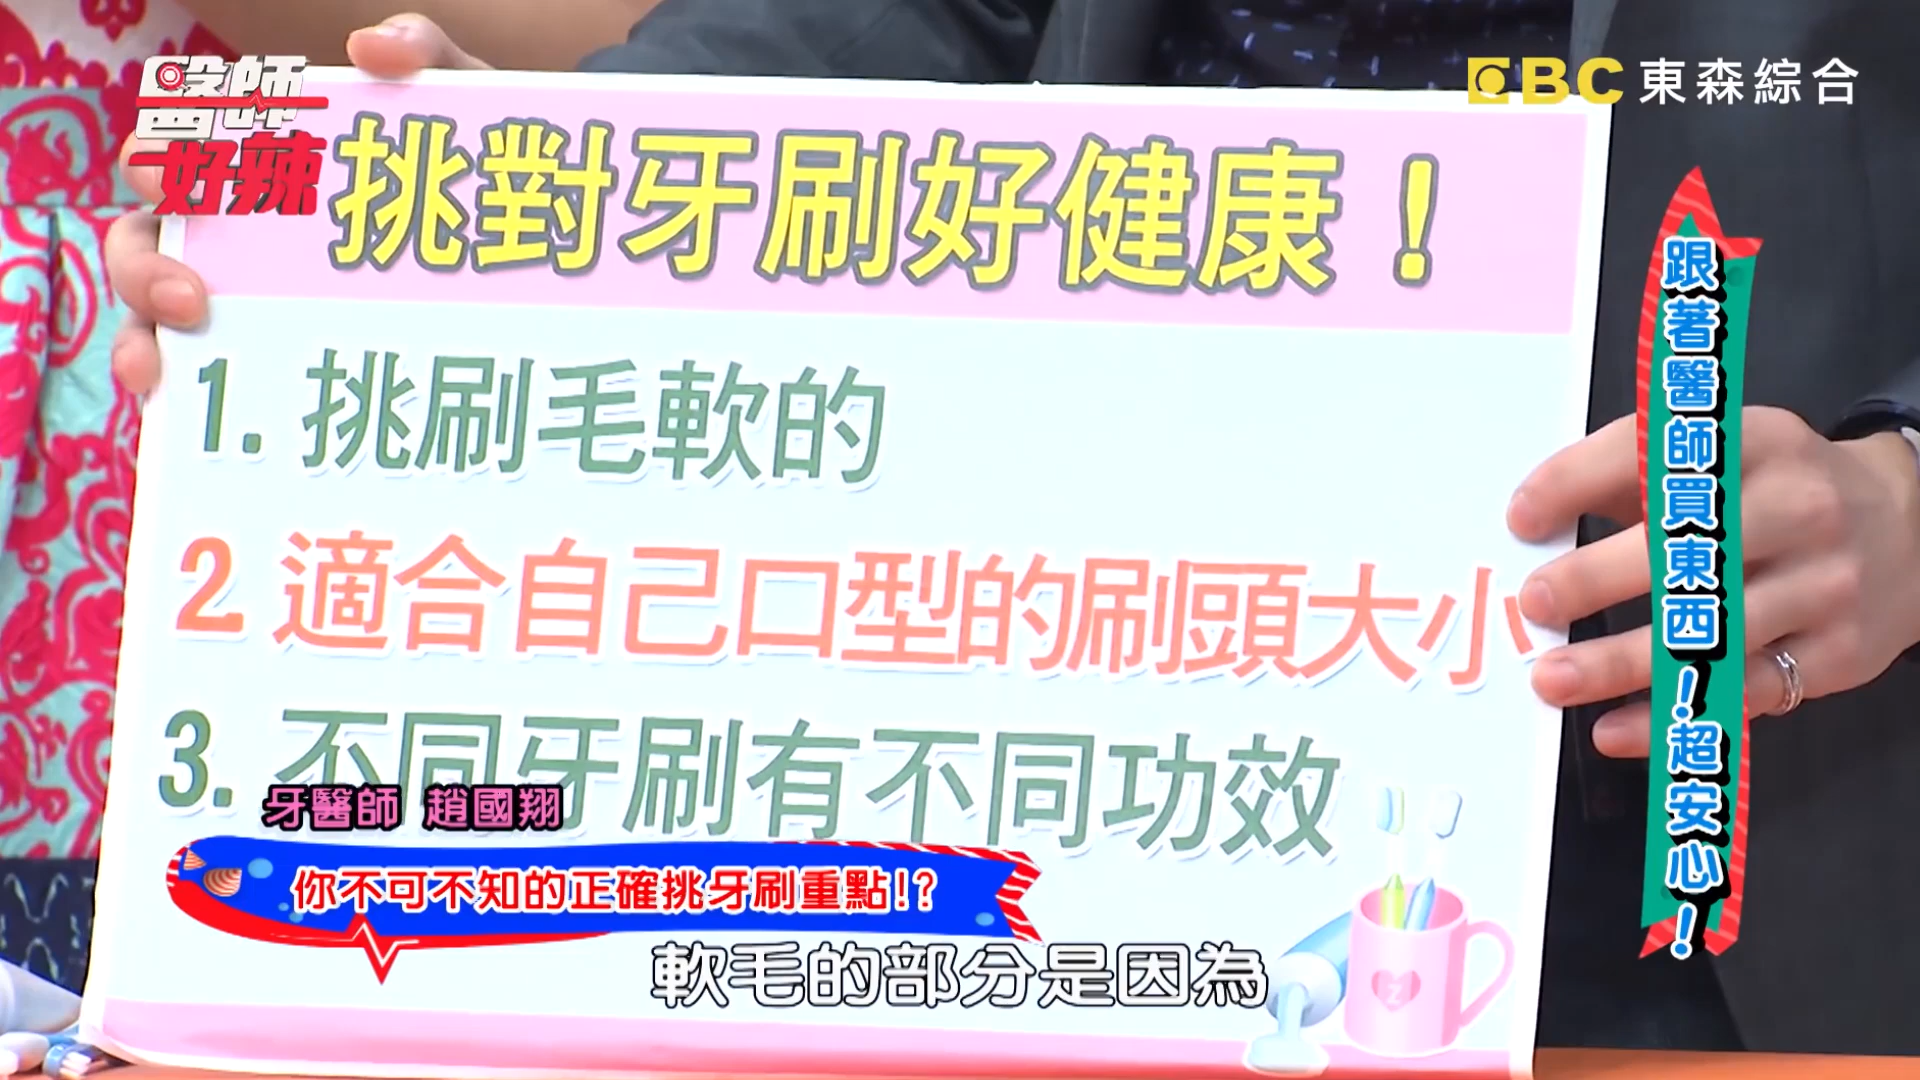 醫師好辣
EBC 東森綜合
挑對牙刷好健康！
1. 挑刷毛軟的
2. 適合自己口型的刷頭大小
3. 不同牙刷有不同功效
牙醫師 趙國翔
你不可不知的正確挑牙刷重點!?
軟毛的部分是因為
跟著醫師買東西！超安心！